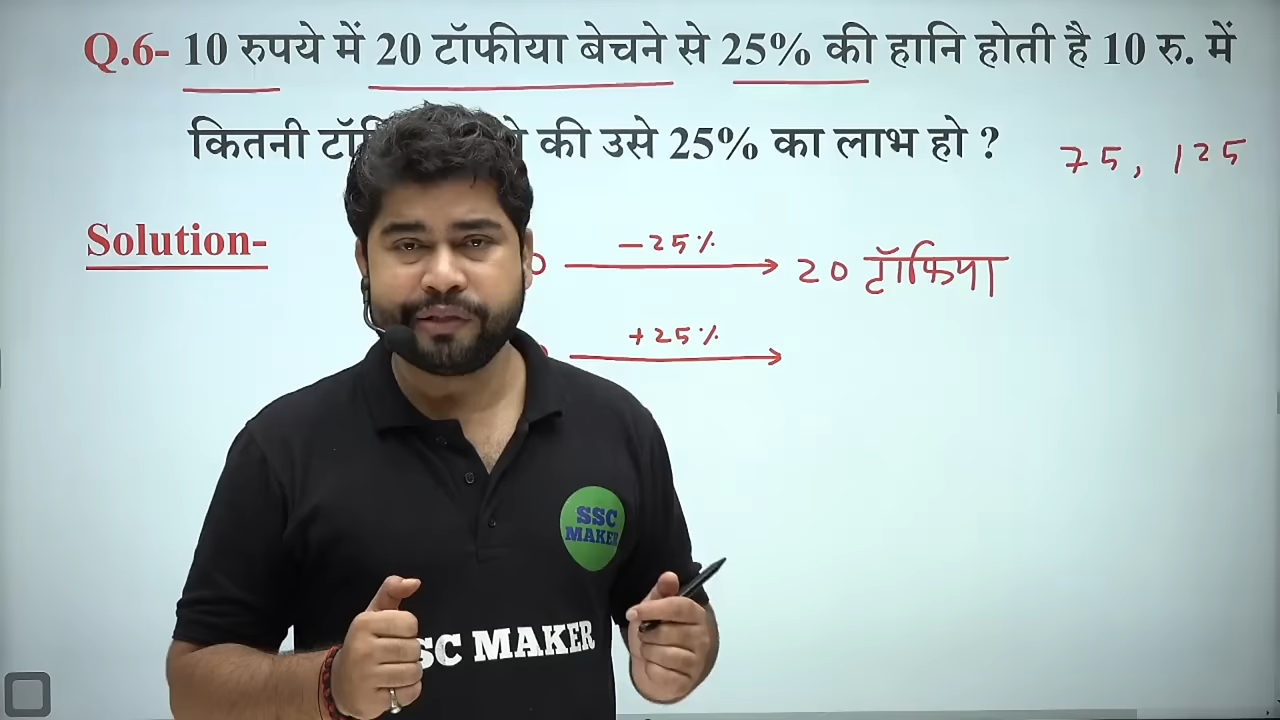 Q.6- 10 रुपये में 20 टॉफीया बेचने से 25% की हानि होती है 10 रु. में
कितनी की उसे 25% का लाभ हो ?
75, 125
Solution-
-25%
20 टॉफिया
+25%
SSC
MAKER
SSC MAKER